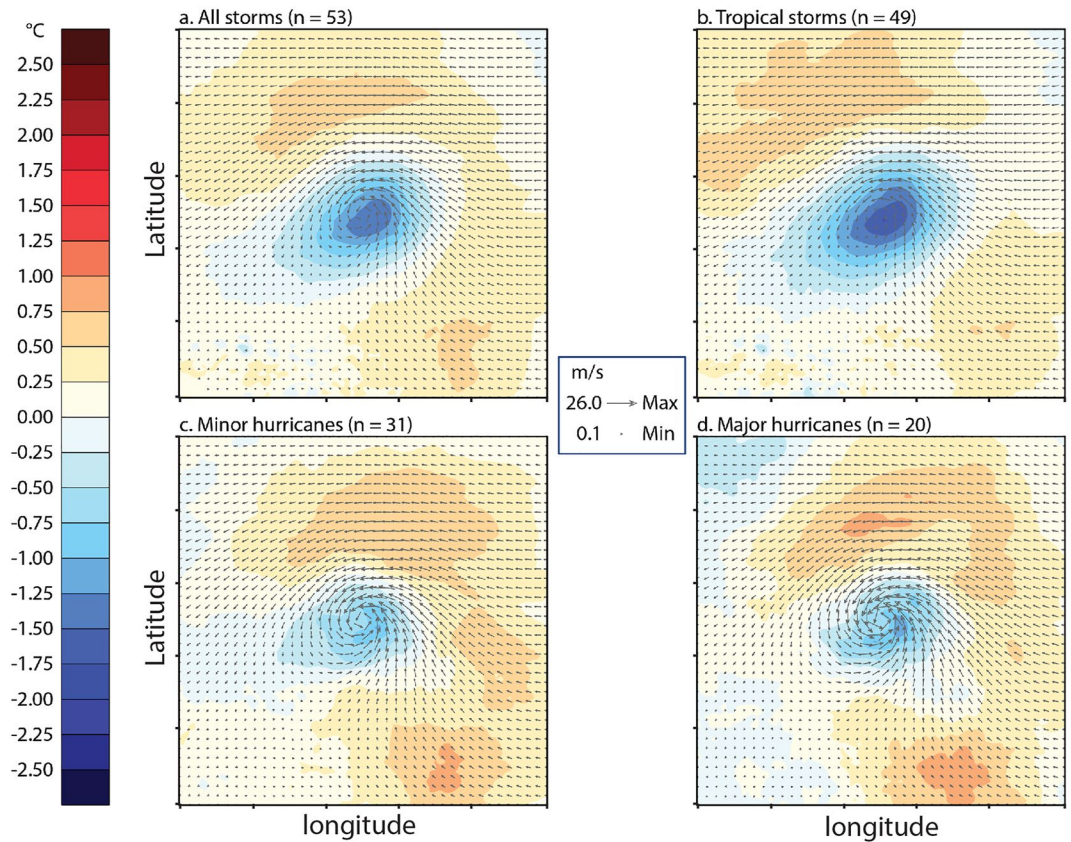 a. All storms (n = 53)
b. Tropical storms (n = 49)
°C
2.50
2.25
2.00
1.75
1.50
1.25
1.00
0.75
0.50
0.25
0.00
-0.25
-0.50
-0.75
-1.00
-1.25
-1.50
-1.75
-2.00
-2.25
-2.50
Latitude
m/s
26.0 Max
0.1 Min
c. Minor hurricanes (n = 31)
d. Major hurricanes (n = 20)
Latitude
longitude
longitude